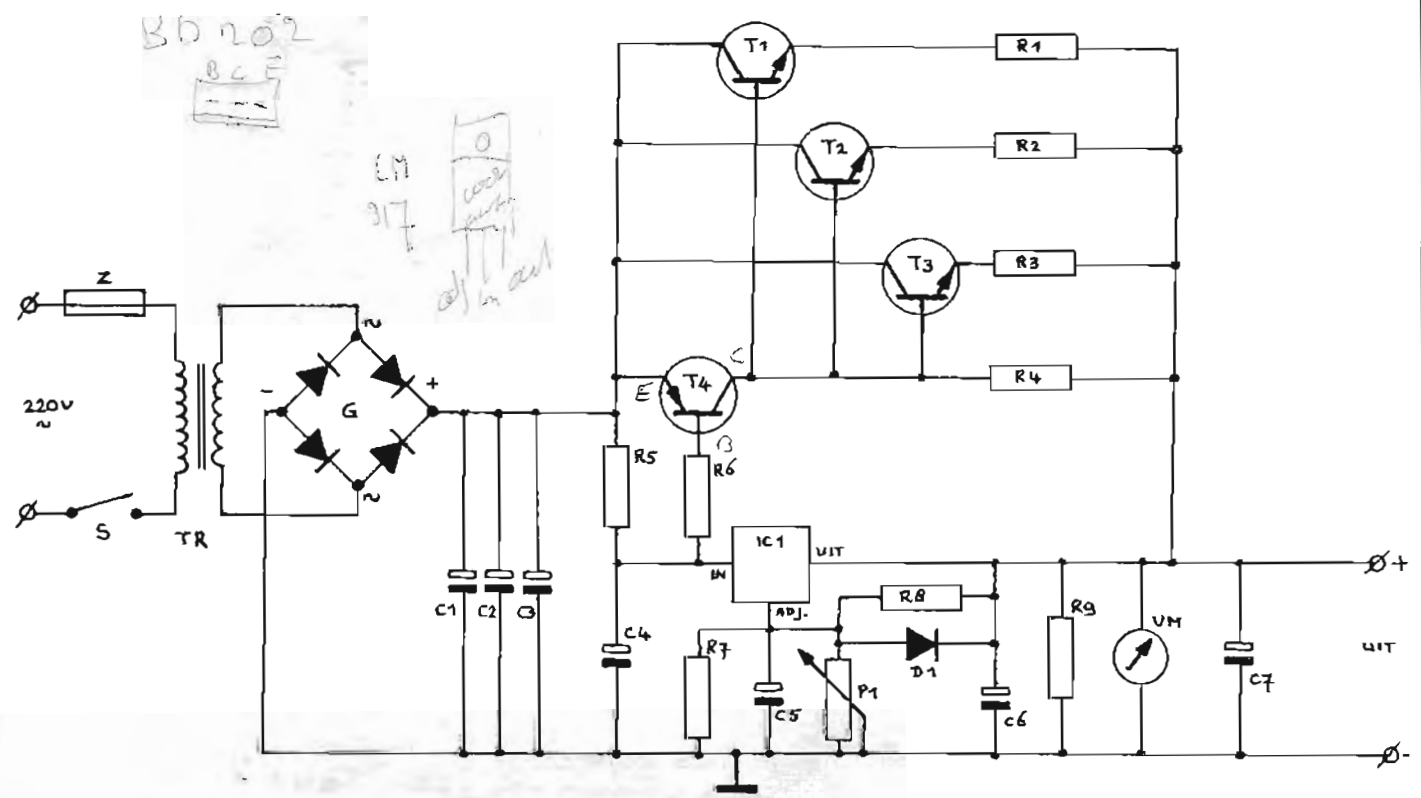 BD 202
B C E
T1
R1
T2
R2
LM
317
adj in out
T3
R3
Z
~
C
E
T4
R4
- G +
220V
~
B
R5
R6
~
S
TR
IC1
UIT
IN
+
R8
ADJ.
R9
C1 C2 C3
C4
R7
VM
UIT
D1
P1
C7
C5
C6
-